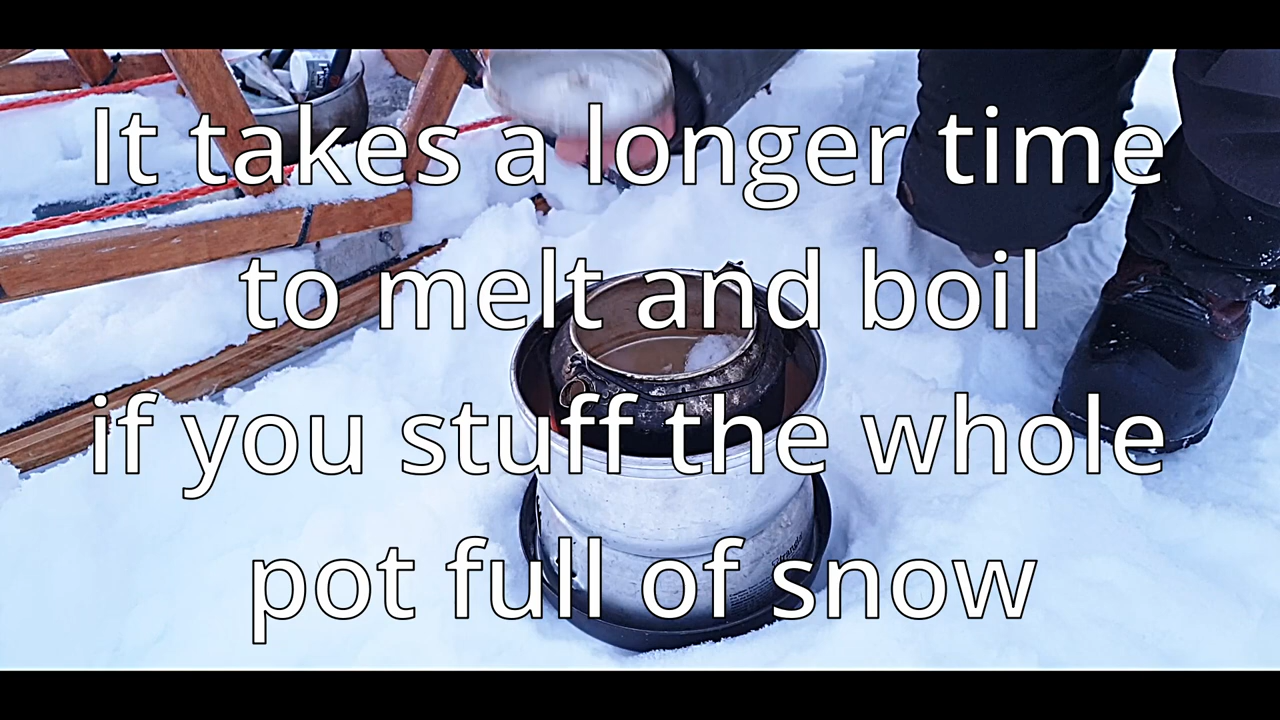 It takes a longer time
to melt and boil
if you stuff the whole
pot full of snow